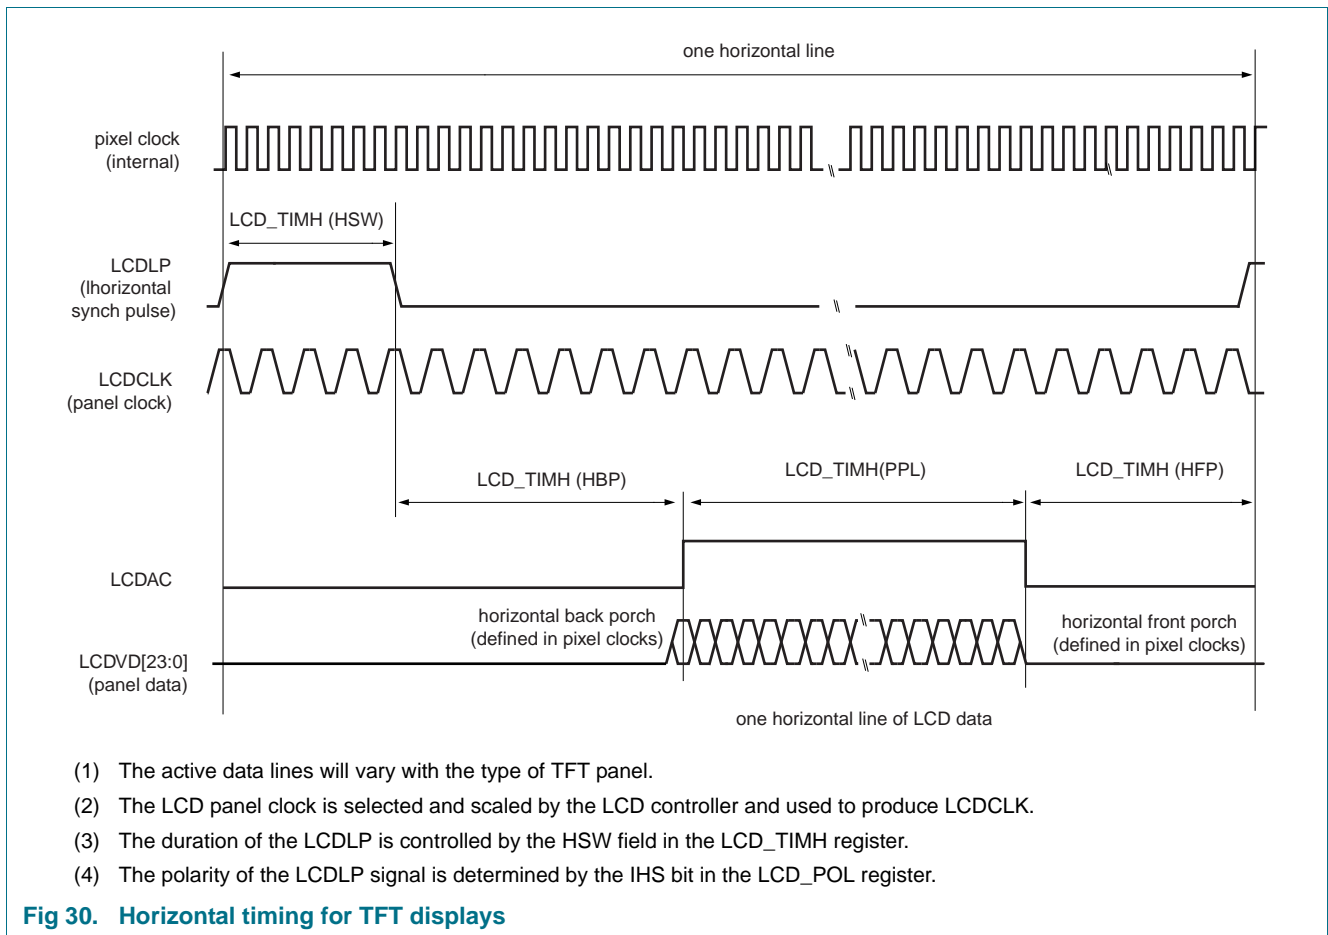 one horizontal line
pixel clock
(internal)
LCD_TIMH (HSW)
LCDLP
(lhorizontal
synch pulse)
LCDCLK
(panel clock)
LCD_TIMH (HBP)
LCD_TIMH(PPL)
LCD_TIMH (HFP)
LCDAC
horizontal back porch
(defined in pixel clocks)
horizontal front porch
(defined in pixel clocks)
LCDVD[23:0]
(panel data)
one horizontal line of LCD data
(1) The active data lines will vary with the type of TFT panel.
(2) The LCD panel clock is selected and scaled by the LCD controller and used to produce LCDCLK.
(3) The duration of the LCDLP is controlled by the HSW field in the LCD_TIMH register.
(4) The polarity of the LCDLP signal is determined by the IHS bit in the LCD_POL register.
Fig 30. Horizontal timing for TFT displays